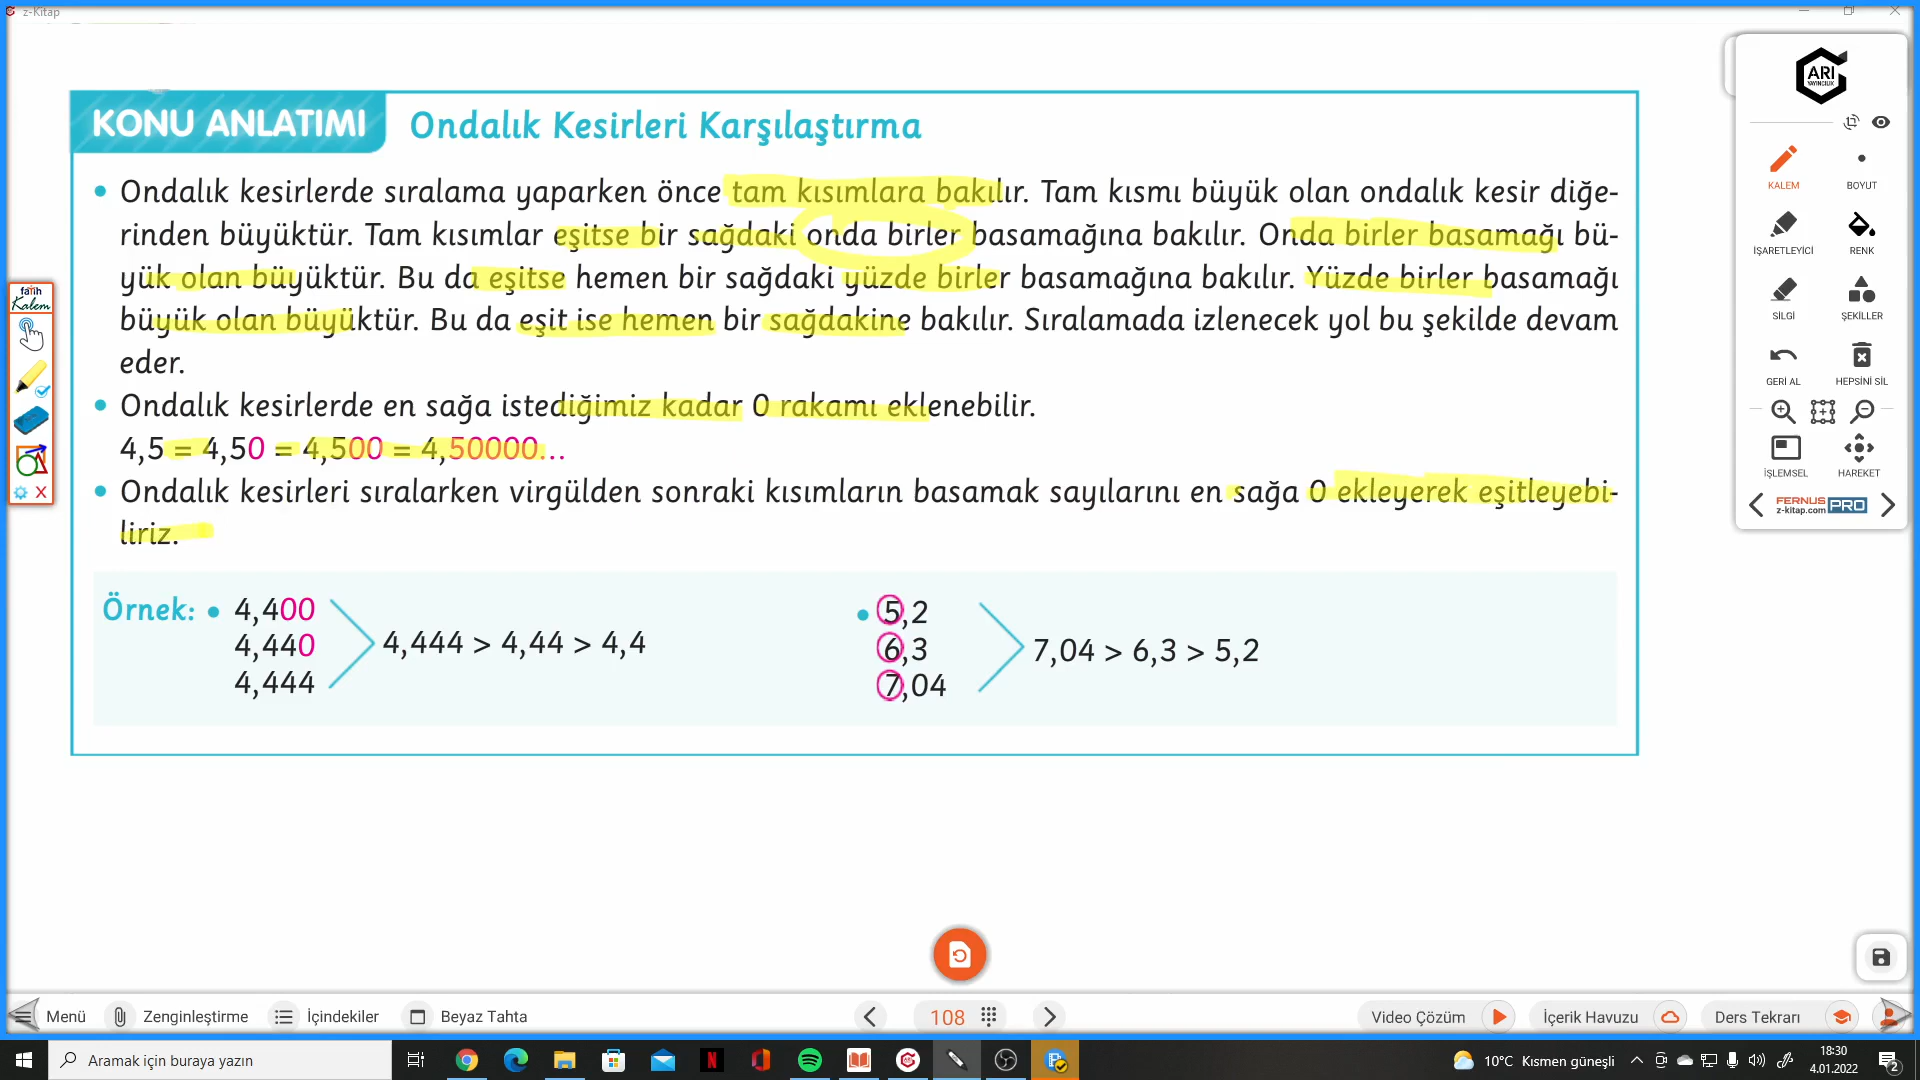 z-Kitap
KONU ANLATIMI
Ondalık Kesirleri Karşılaştırma
• Ondalık kesirlerde sıralama yaparken önce tam kısımlara bakılır. Tam kısmı büyük olan ondalık kesir diğe-
rinden büyüktür. Tam kısımlar eşitse bir sağdaki onda birler basamağına bakılır. Onda birler basamağı bü-
yük olan büyüktür. Bu da eşitse hemen bir sağdaki yüzde birler basamağına bakılır. Yüzde birler basamağı
büyük olan büyüktür. Bu da eşit ise hemen bir sağdakine bakılır. Sıralamada izlenecek yol bu şekilde devam
eder.
• Ondalık kesirlerde en sağa istediğimiz kadar 0 rakamı eklenebilir.
4,5 = 4,50 = 4,500 = 4,50000...
• Ondalık kesirleri sıralarken virgülden sonraki kısımların basamak sayılarını en sağa 0 ekleyerek eşitleyebi-
liriz.
Örnek: • 4,400
4,440
4,444
4,444 > 4,44 > 4,4
• 5,2
6,3
7,04
7,04 > 6,3 > 5,2
fatih
Kalem
X
ARI
YAYINCILIK
KALEM
BOYUT
İŞARETLEYİCİ
RENK
SİLGİ
ŞEKİLLER
GERİ AL
HEPSİNİ SİL
İŞLEMSEL
HAREKET
FERNUS
z-kitap.com
PRO
Menü
Zenginleştirme
İçindekiler
Beyaz Tahta
108
Video Çözüm
İçerik Havuzu
Ders Tekrarı
Aramak için buraya yazın
10°C Kısmen güneşli
18:30
4.01.2022
2